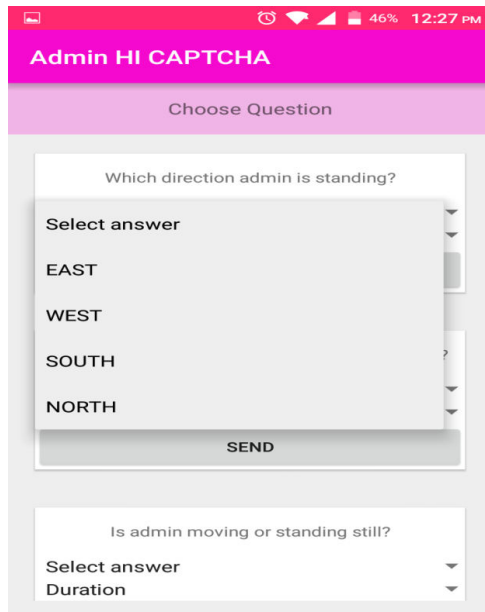 46% 12:27 PM
Admin HI CAPTCHA
Choose Question
Which direction admin is standing?
Select answer
EAST
WEST
SOUTH
?
NORTH
SEND
Is admin moving or standing still?
Select answer
Duration